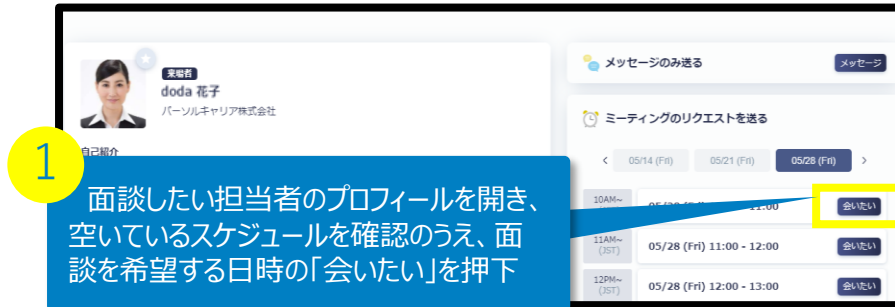 来場者
doda 花子
パーソルキャリア株式会社
自己紹介
メッセージのみ送る
メッセージ
ミーティングのリクエストを送る
05/14 (Fri)
05/21 (Fri)
05/28 (Fri)
10AM~
11:00
会いたい
11AM~
(JST)
05/28 (Fri) 11:00 - 12:00
会いたい
12PM~
(JST)
05/28 (Fri) 12:00 - 13:00
会いたい
1
面談したい担当者のプロフィールを開き、
空いているスケジュールを確認のうえ、面
談を希望する日時の「会いたい」を押下